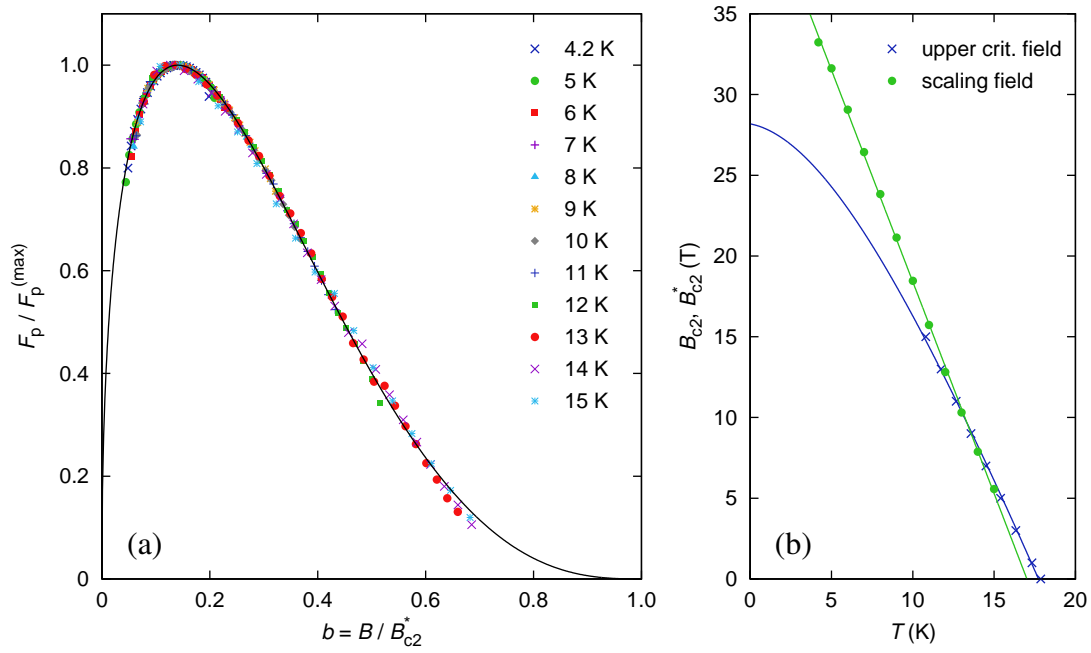 F_p / F_p^(max)
1.0
0.8
0.6
0.4
0.2
0
0 0.2 0.4 0.6 0.8 1.0
b = B / B*_c2
(a)
4.2 K
5 K
6 K
7 K
8 K
9 K
10 K
11 K
12 K
13 K
14 K
15 K
B_c2, B*_c2 (T)
35
30
25
20
15
10
5
0
0 5 10 15 20
T (K)
(b)
upper crit. field
scaling field